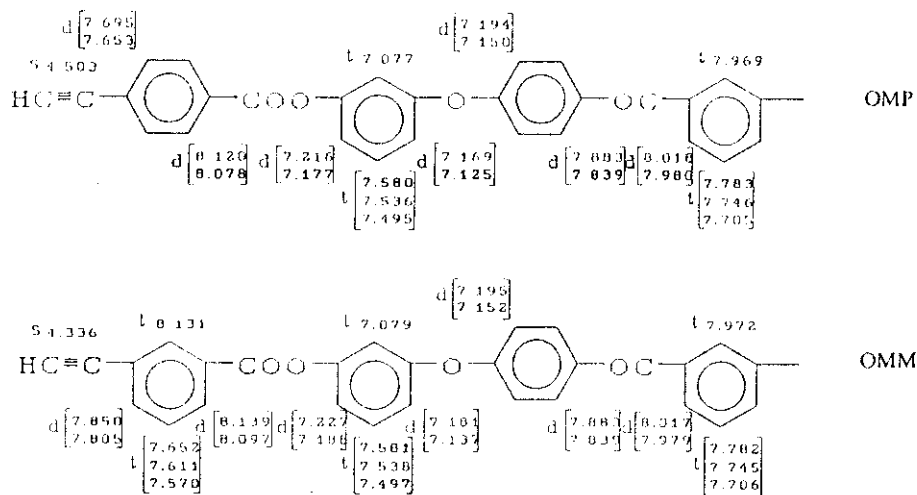 d [7.695 7.653] d [7.194 7.150]
s 4.503 t 7.077 t 7.969
HC≡C COO O OC OMP
d [8.120 8.078] d [7.216 7.177] d [7.169 7.125] d [7.883 7.839] d [8.018 7.980]
t [7.580 7.536 7.495] t [7.783 7.746 7.705]
d [7.195 7.152]
s 4.336 t 8.131 t 7.079 t 7.972
HC≡C COO O OC OMM
d [7.850 7.805] d [8.139 8.097] d [7.227 7.188] d [7.181 7.137] d [7.883 7.839] d [8.017 7.979]
t [7.652 7.611 7.570] t [7.581 7.538 7.497] t [7.782 7.745 7.706]